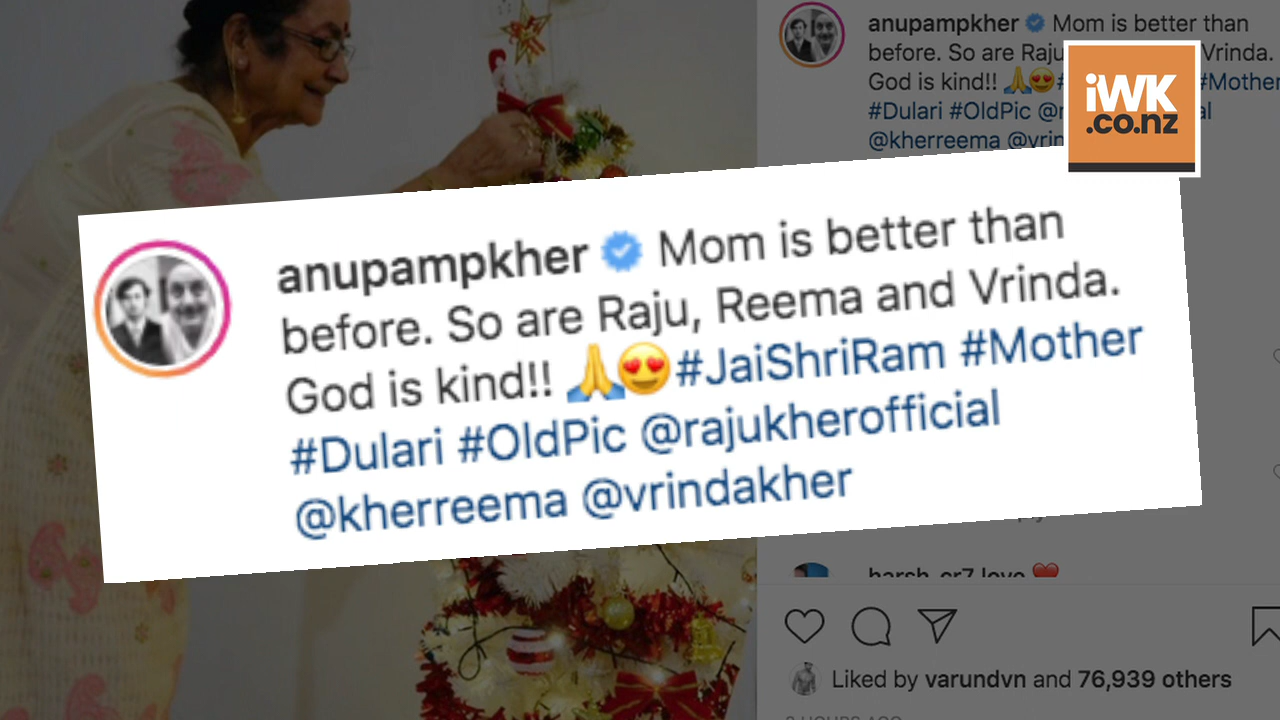 anupampkher Mom is better than
before. So are Raju Vrinda.
God is kind!! 🙏😍# #Mother
#Dulari #OldPic
@kherreema
iWK
.co.nz
anupampkher Mom is better than
before. So are Raju, Reema and Vrinda.
God is kind!! 🙏😍#JaiShriRam #Mother
#Dulari #OldPic @rajukherofficial
@kherreema @vrindakher
harsh_cr7_love ❤️
Liked by varundvn and 76,939 others